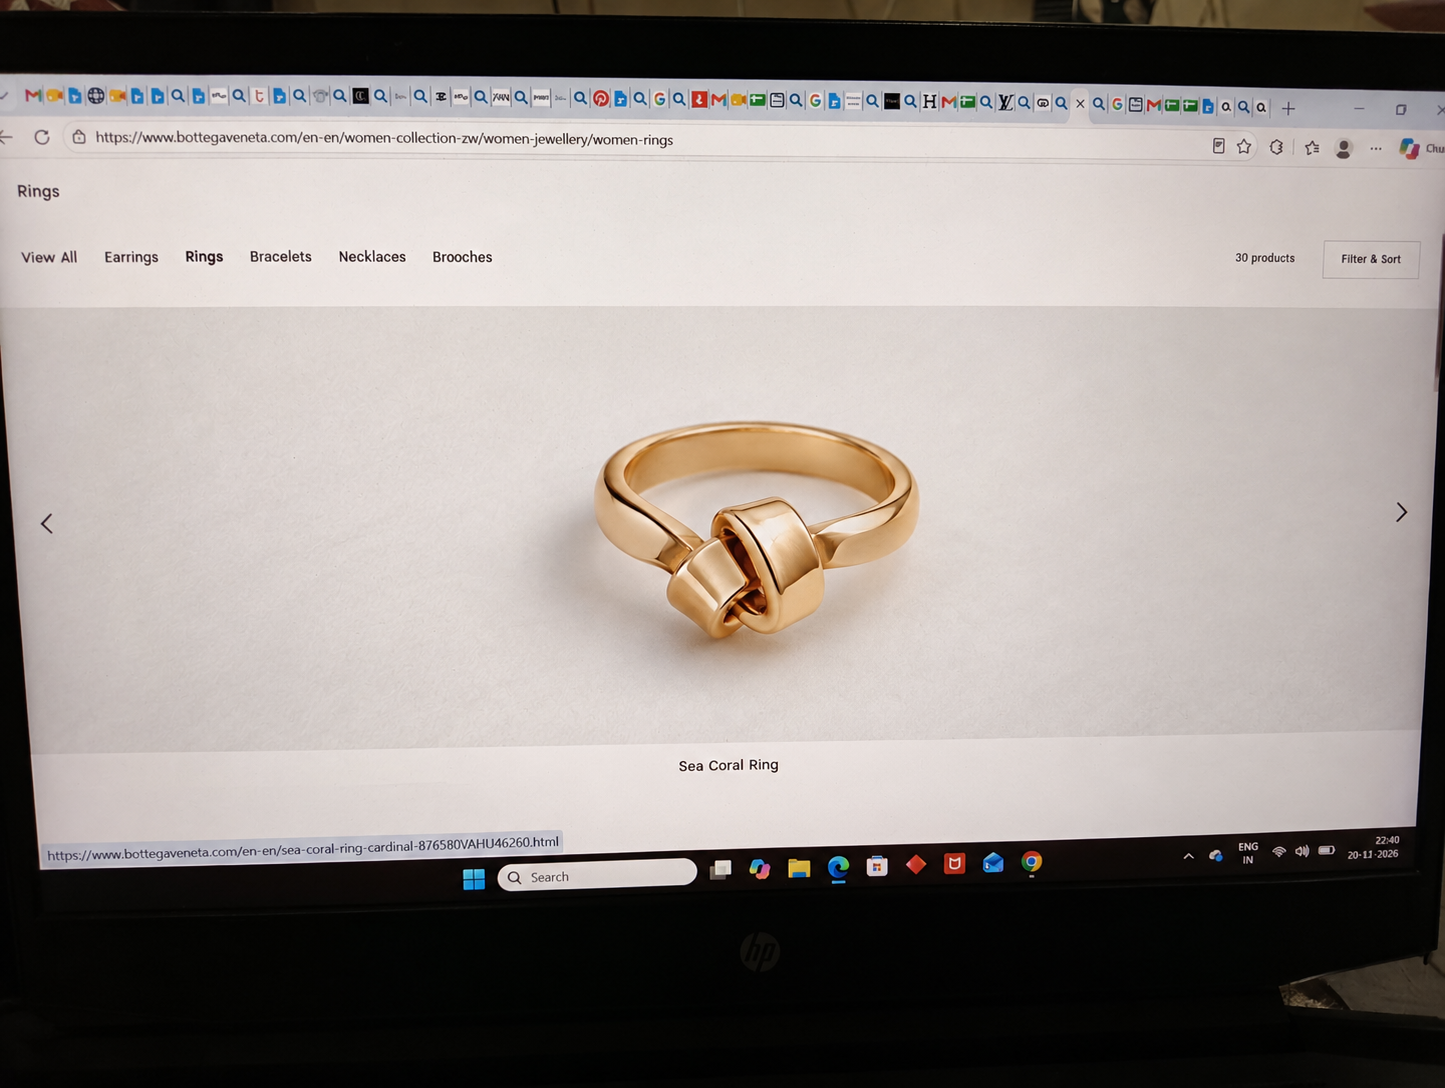 https://www.bottegaveneta.com/en-en/women-collection-zw/women-jewellery/women-rings
Chu
Rings
View All Earrings Rings Bracelets Necklaces Brooches 30 products Filter & Sort
Sea Coral Ring
https://www.bottegaveneta.com/en-en/sea-coral-ring-cardinal-876580VAHU46260.html
Search
ENG
IN
22:40
20-11-2026
hp